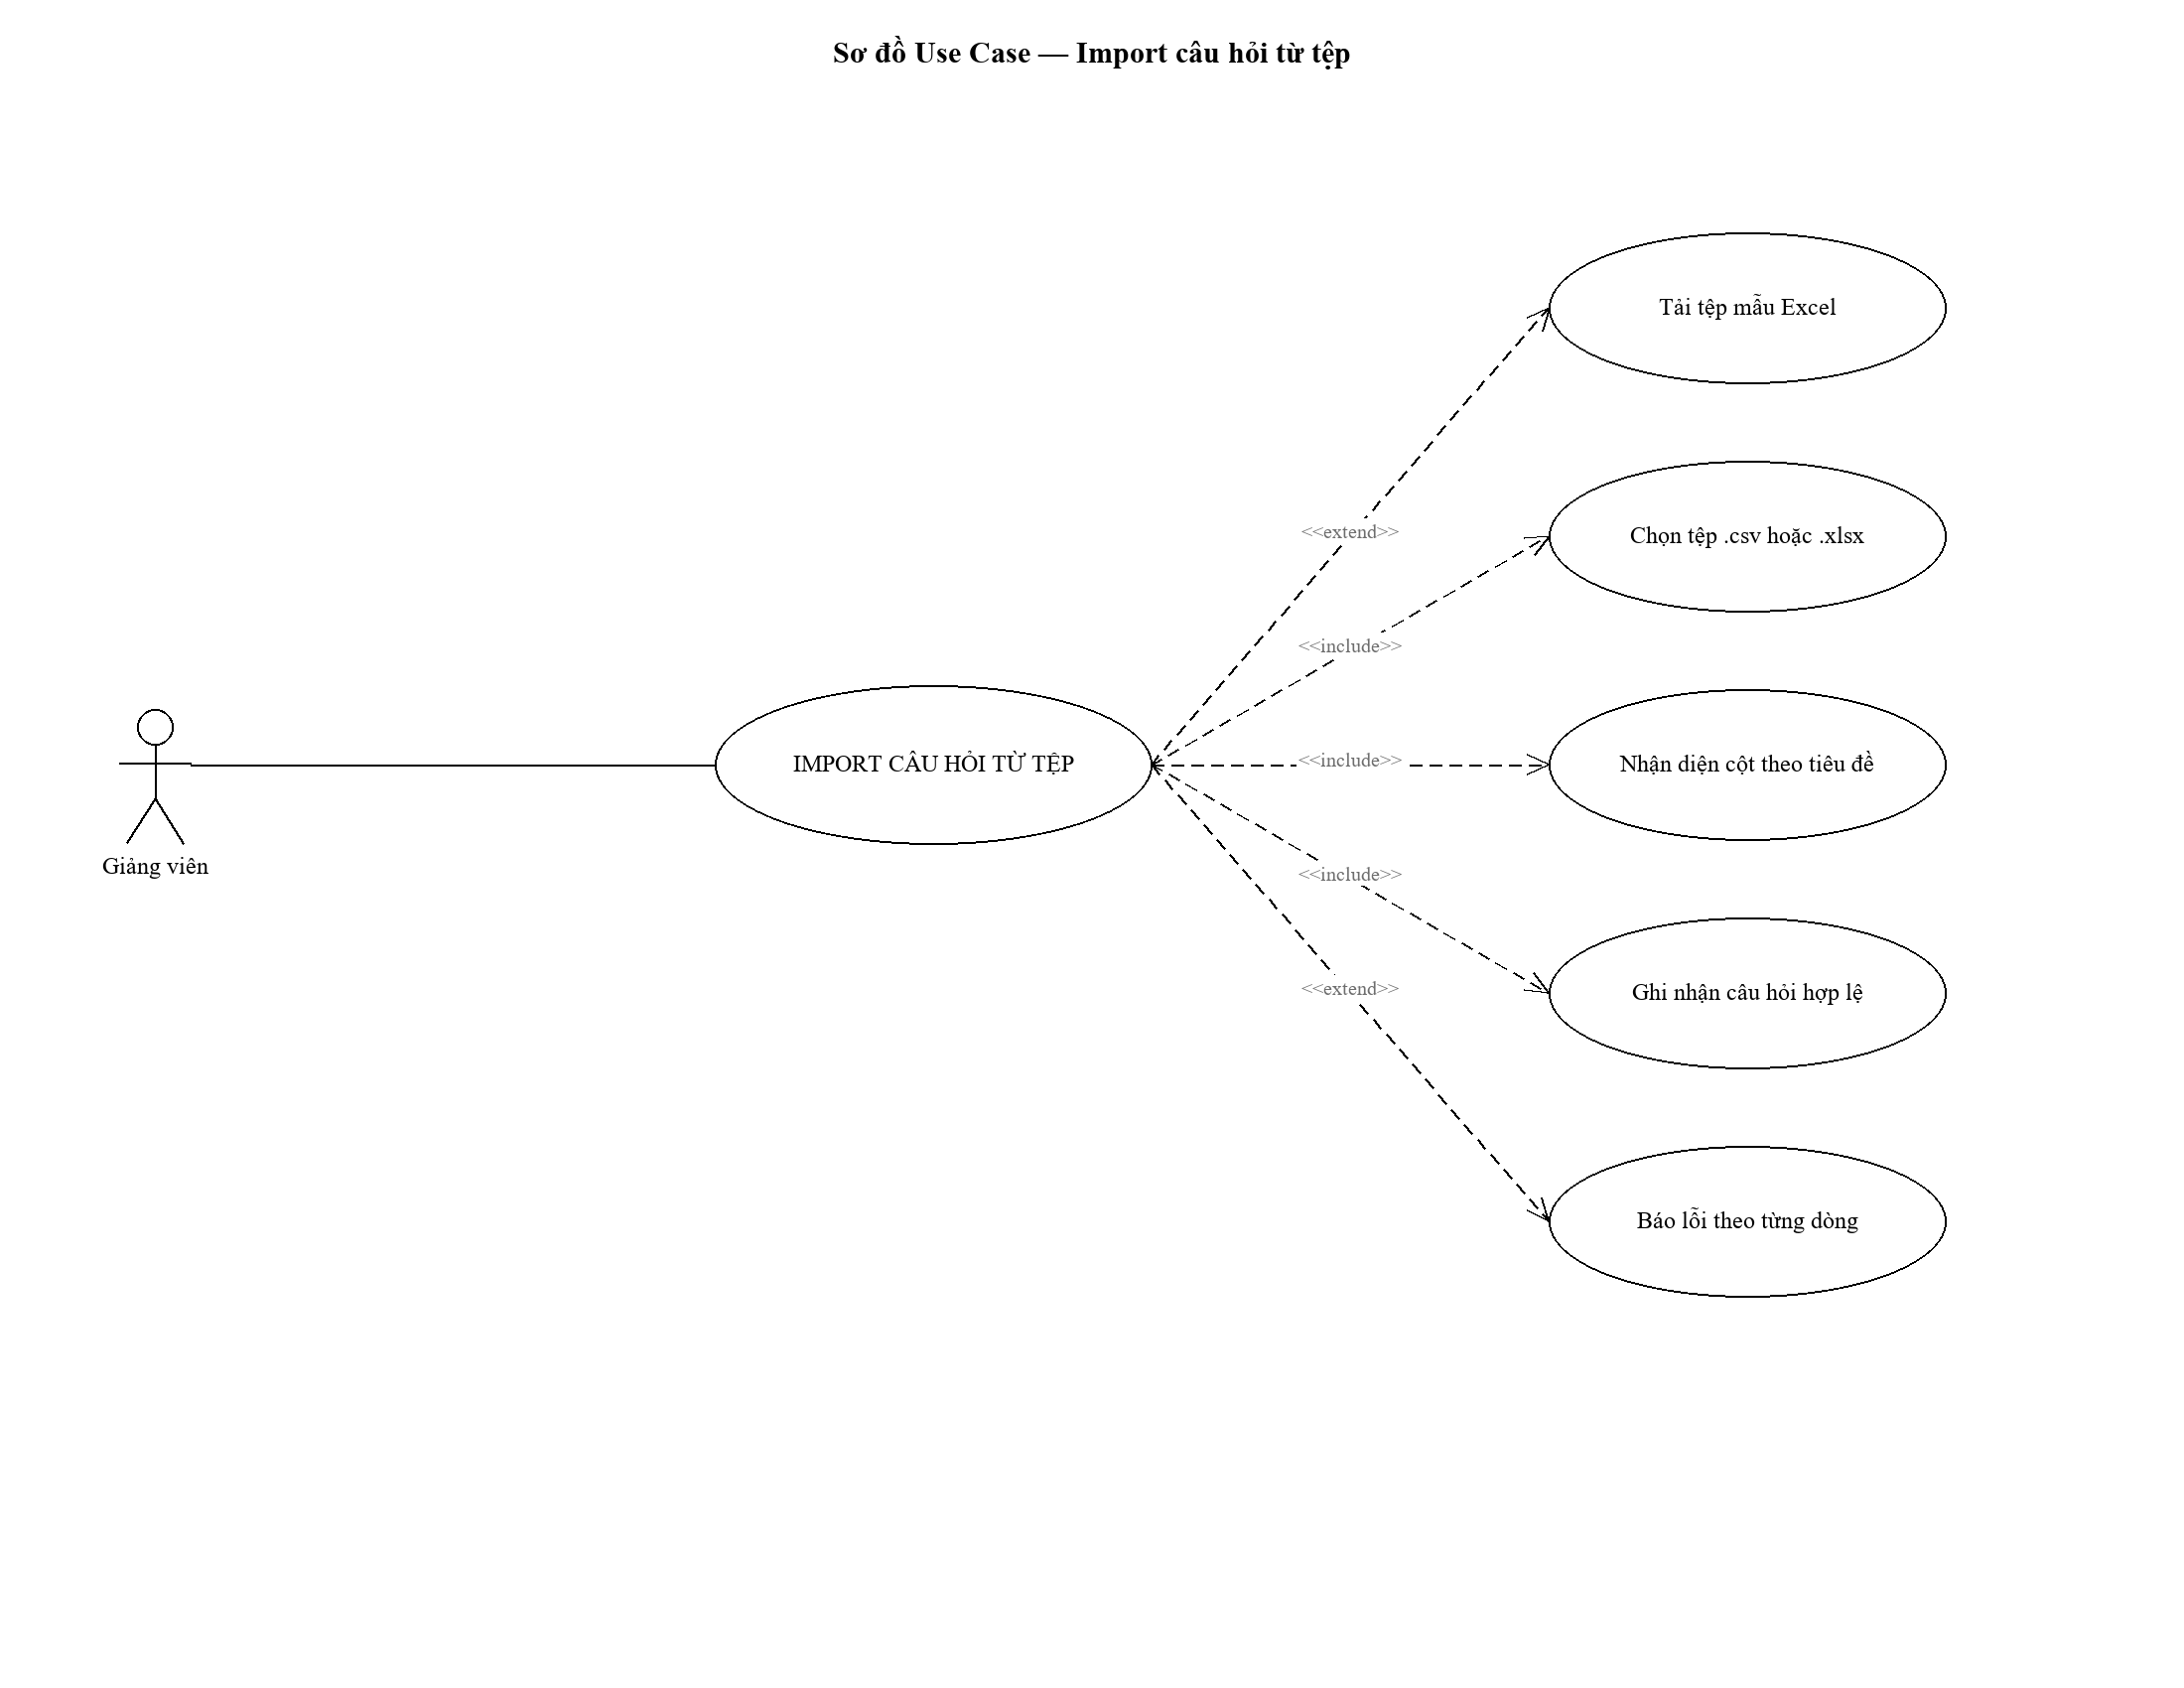 Sơ đồ Use Case — Import câu hỏi từ tệp
Tải tệp mẫu Excel
<<extend>>
Chọn tệp .csv hoặc .xlsx
<<include>>
IMPORT CÂU HỎI TỪ TỆP
<<include>>
Nhận diện cột theo tiêu đề
Giảng viên
<<include>>
<<extend>>
Ghi nhận câu hỏi hợp lệ
Báo lỗi theo từng dòng